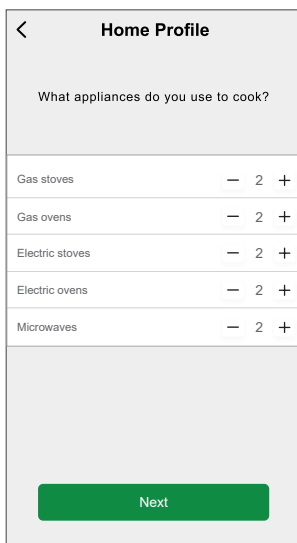 Home Profile
What appliances do you use to cook?
Gas stoves − 2 +
Gas ovens − 2 +
Electric stoves − 2 +
Electric ovens − 2 +
Microwaves − 2 +
Next